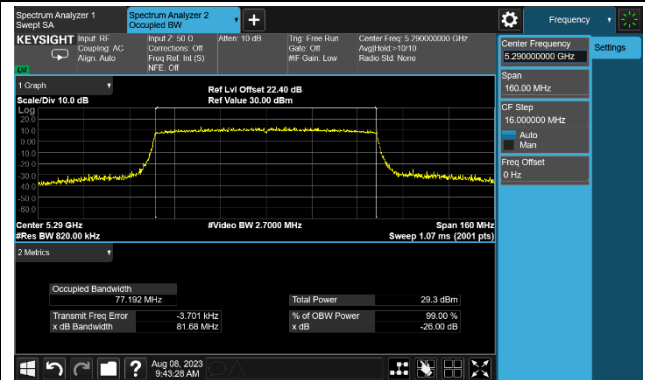 Spectrum Analyzer 1
Swept SA
Spectrum Analyzer 2
Occupied BW
Frequency
KEYSIGHT
Input: RF
Coupling: AC
Align: Auto
Input Z: 50 Ω
Corrections: Off
Freq Ref: Int (S)
NFE: Off
Atten: 10 dB
Trig: Free Run
Gate: Off
#IF Gain: Low
Center Freq: 5.290000000 GHz
Avg|Hold:>10/10
Radio Std: None
Center Frequency
5.290000000 GHz
Settings
Span
160.00 MHz
CF Step
16.000000 MHz
Auto
Man
Freq Offset
0 Hz
1 Graph
Scale/Div 10.0 dB
Ref Lvl Offset 22.40 dB
Ref Value 30.00 dBm
Log
20.0
10.0
0.00
-10.0
-20.0
-30.0
-40.0
-50.0
-60.0
Center 5.29 GHz
#Res BW 820.00 kHz
#Video BW 2.7000 MHz
Span 160 MHz
Sweep 1.07 ms (2001 pts)
2 Metrics
Occupied Bandwidth
77.192 MHz
Total Power 29.3 dBm
Transmit Freq Error -3.701 kHz
% of OBW Power 99.00 %
x dB Bandwidth 81.68 MHz
x dB -26.00 dB
?
Aug 08, 2023
9:43:28 AM